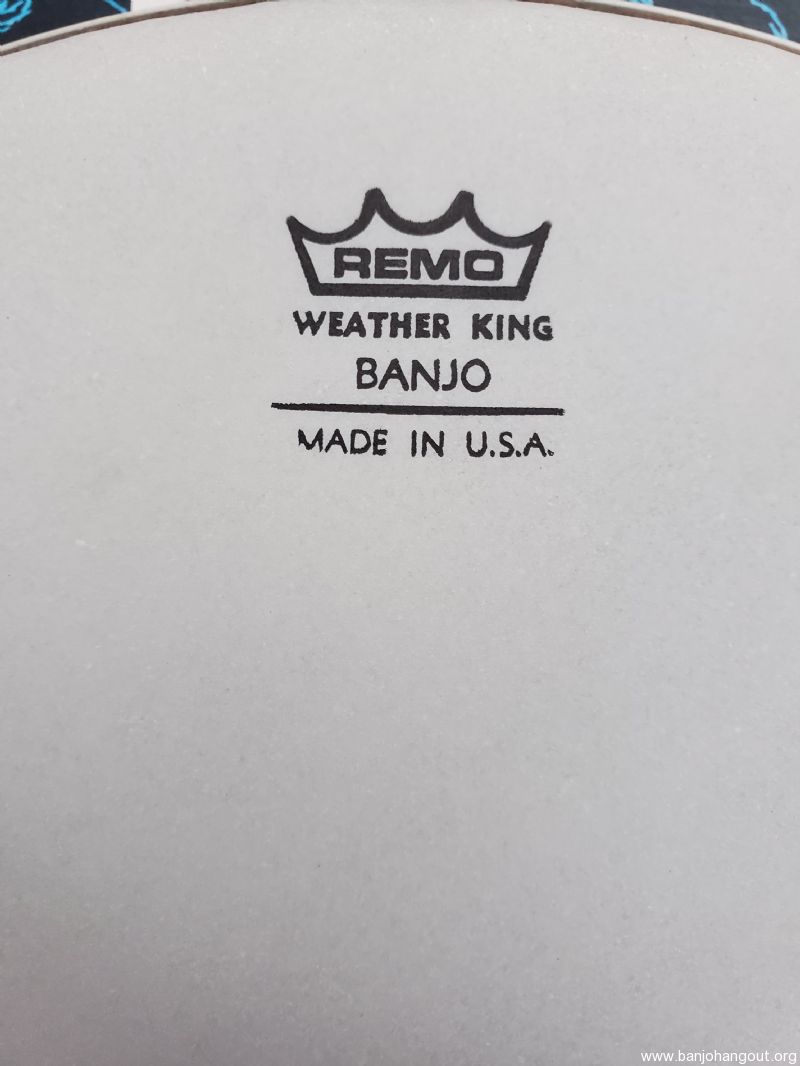 REMO
WEATHER KING
BANJO
MADE IN U.S.A.
www.banjohangout.org